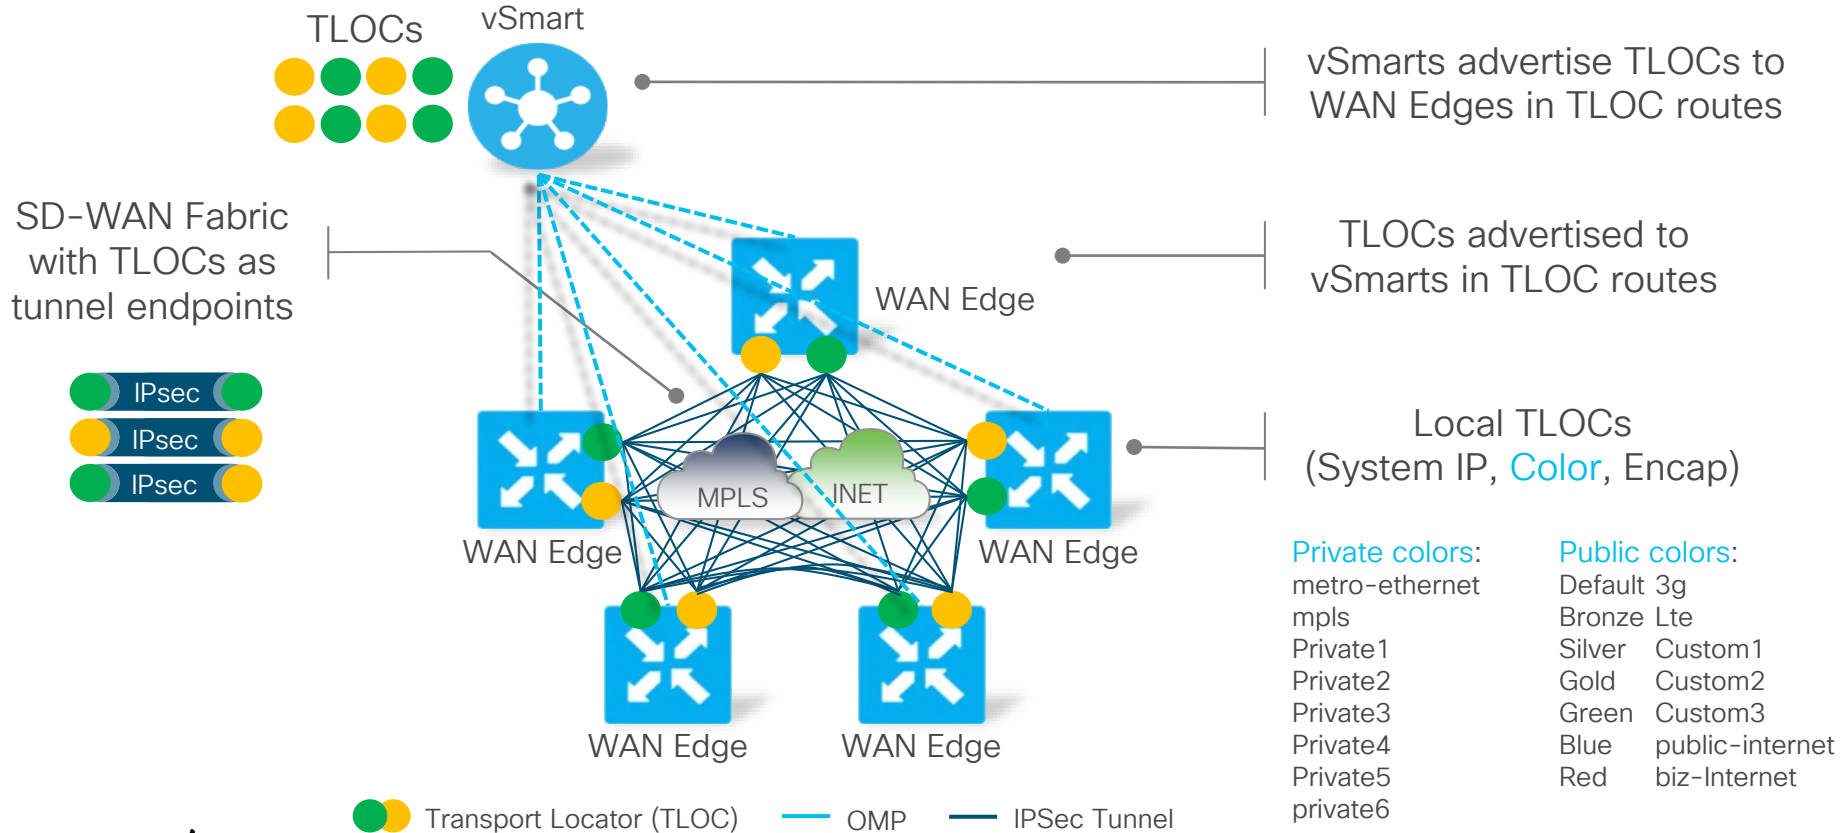 TLOCs
vSmart
vSmarts advertise TLOCs to
WAN Edges in TLOC routes
SD-WAN Fabric
with TLOCs as
tunnel endpoints
TLOCs advertised to
vSmarts in TLOC routes
WAN Edge
IPsec
IPsec
IPsec
MPLS
INET
Local TLOCs
(System IP, Color, Encap)
WAN Edge
WAN Edge
WAN Edge
WAN Edge
Private colors:
metro-ethernet
mpls
Private1
Private2
Private3
Private4
Private5
private6
Public colors:
Default 3g
Bronze Lte
Silver Custom1
Gold Custom2
Green Custom3
Blue public-internet
Red biz-Internet
Transport Locator (TLOC)
OMP
IPSec Tunnel